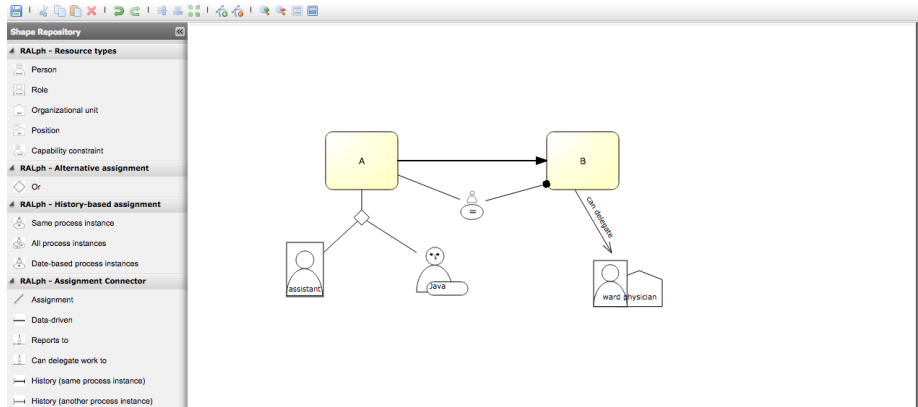 Shape Repository
RALph - Resource types
Person
Role
Organizational unit
Position
Capability constraint
RALph - Alternative assignment
Or
RALph - History-based assignment
Same process instance
All process instances
Date-based process instances
RALph - Assignment Connector
Assignment
Data-driven
Reports to
Can delegate work to
History (same process instance)
History (another process instance)
A
B
=
can delegate
assistant
Java
ward physician